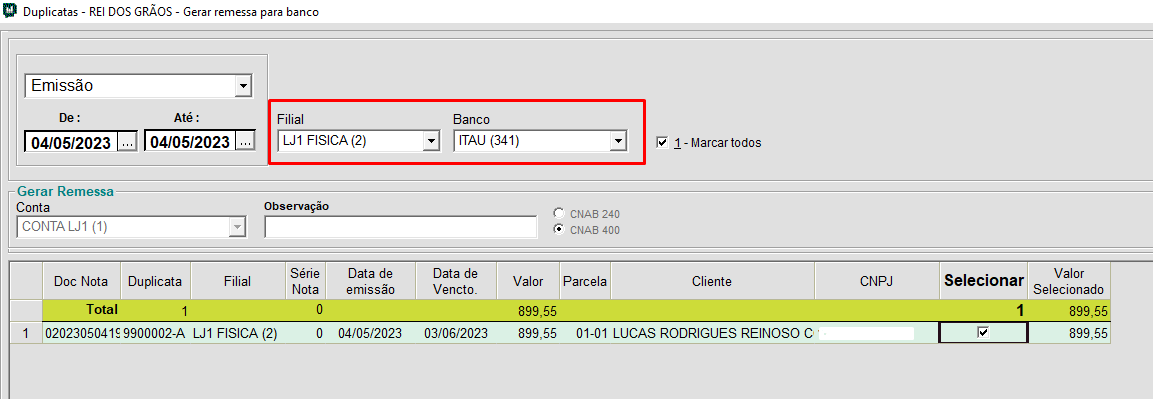 Duplicatas - REI DOS GRÃOS - Gerar remessa para banco
Emissão
De : Até :
04/05/2023 ... 04/05/2023 ...
Filial Banco
LJ1 FISICA (2) ITAU (341) 1 - Marcar todos
Gerar Remessa
Conta Observação
CONTA LJ1 (1)
CNAB 240
CNAB 400
Doc Nota Duplicata Filial Série Nota Data de emissão Data de Vencto. Valor Parcela Cliente CNPJ Selecionar Valor Selecionado
Total 1 0 899,55 1 899,55
1 02023050419 9900002-A LJ1 FISICA (2) 0 04/05/2023 03/06/2023 899,55 01-01 LUCAS RODRIGUES REINOSO C 899,55